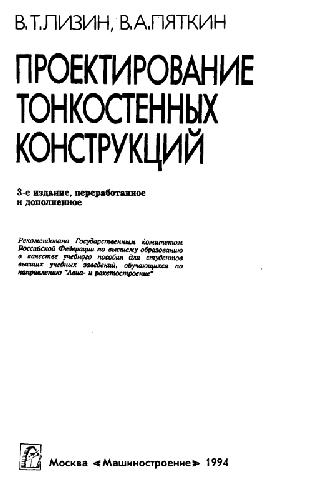 В.Т.ЛИЗИН, В.А.ПЯТКИН
ПРОЕКТИРОВАНИЕ
ТОНКОСТЕННЫХ
КОНСТРУКЦИЙ
3-е издание, переработанное
и дополненное
Рекомендовано Государственным комитетом
Российской Федерации по высшему образованию
в качестве учебного пособия для студентов
высших учебных заведений, обучающихся по
направлению "Авиа- и ракетостроение"
Москва «Машиностроение» 1994